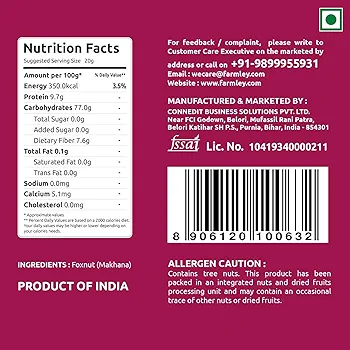 Nutrition Facts
Suggested Serving Size : 20g
Amount per 100g* % Daily Value**
Energy 350.0kcal 3.5%
Protein 9.7g -
Carbohydrates 77.0g -
Total Sugar 0.0g -
Added Sugar 0.0g -
Dietary Fiber 7.6g -
Total Fat 0.1g -
Saturated Fat 0.0g -
Trans Fat 0.0g -
Sodium 0.0mg -
Calcium 5.1mg -
Cholesterol 0.0mg -
* Approximate values
** Percent Daily Values are based on a 2000 calories diet.
Your daily values may be higher or lower depending on
your calories needs.
INGREDIENTS : Foxnut (Makhana)
PRODUCT OF INDIA
For feedback / complaint, please write to
Customer Care Executive on the marketed by
address or call on +91-9899955931
Email : wecare@farmley.com
Website : www.farmley.com
MANUFACTURED & MARKETED BY :
CONNEDIT BUSINESS SOLUTIONS PVT. LTD.
Near FCI Godown, Belori, Mufassil Rani Patra,
Belori Katihar SH P.S., Purnia, Bihar, India - 854301
fssai Lic. No. 10419340000211
8 906120 100632
ALLERGEN CAUTION :
Contains tree nuts. This product has been
packed in an integrated nuts and dried fruits
processing unit and may contain an occasional
trace of other nuts or dried fruits.